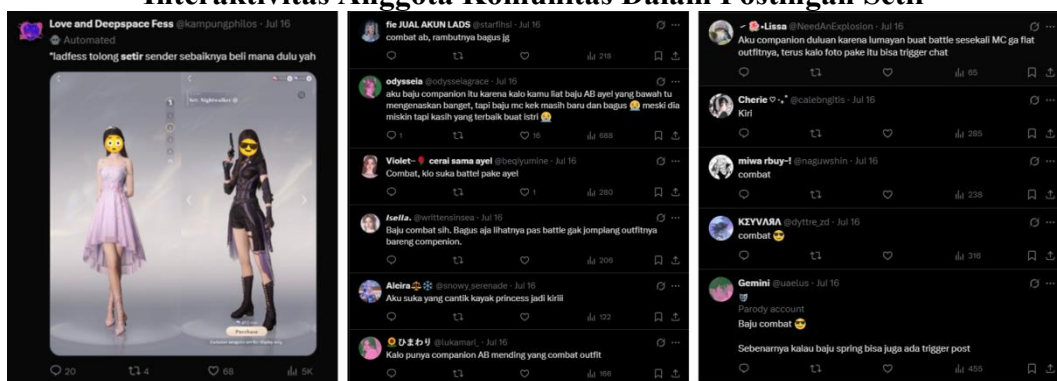 Interaktivitas Anggota Komunitas Dalam Postingan Setir
Love and Deepspace Fess @kampungphilos · Jul 16
Automated
*ladfess tolong setir sender sebaiknya beli mana dulu yah
Sgt. Nightwalker
Purchase
20 4 68 5K
fie JUAL AKUN LADS @starfihsi · Jul 16
combat ab, rambutnya bagus jg
218
odysseia @odysseiagrace · Jul 16
aku baju companion itu karena kalo kamu liat baju AB ayel yang bawah tu
mengenaskan banget, tapi baju mc kek masih baru dan bagus 😭 meski dia
miskin tapi kasih yang terbaik buat istri 😭
1 16 688
Violet~ 🌹 cerai sama ayel @beqiyumine · Jul 16
Combat, klo suka battel pake ayel
1 280
Isella. @writtensinsea · Jul 16
Baju combat sih. Bagus aja lihatnya pas battle gak jomplang outfitnya
bareng compenion.
206
Alcira ⚖️❄️ @snowy_serenade · Jul 16
Aku suka yang cantik kayak princess jadi kiriii
122
🌻ひまわり @lukamari_ · Jul 16
Kalo punya companion AB mending yang combat outfit
166
Lissa @NeedAnExplosion · Jul 16
Aku companion duluan karena lumayan buat battle sesekali MC ga flat
outfitnya, terus kalo foto pake itu bisa trigger chat
65
Cherie @calebngitis · Jul 16
Kiri
285
miwa rbuy~! @naguwshin · Jul 16
combat
238
KΣYVΛЯΛ @dyttre_zd · Jul 16
combat 😎
316
Gemini @uaelus · Jul 16
Parody account
Baju combat 😎
Sebenarnya kalau baju spring bisa juga ada trigger post
455